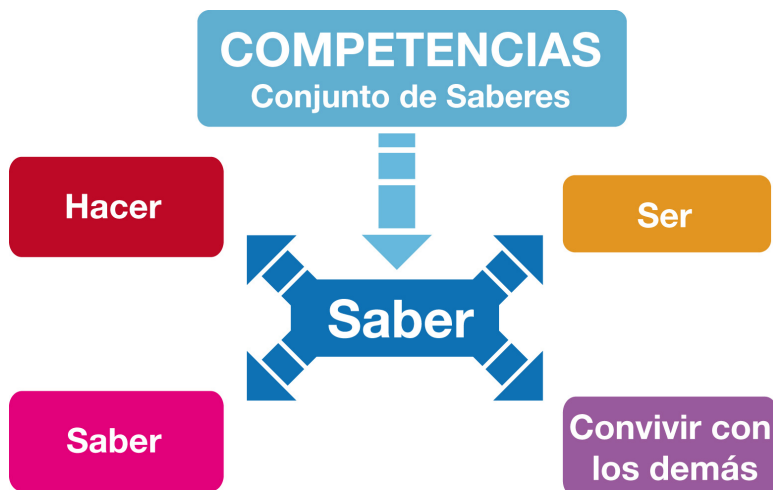 COMPETENCIAS
Conjunto de Saberes
Hacer
Ser
Saber
Saber
Convivir con
los demás